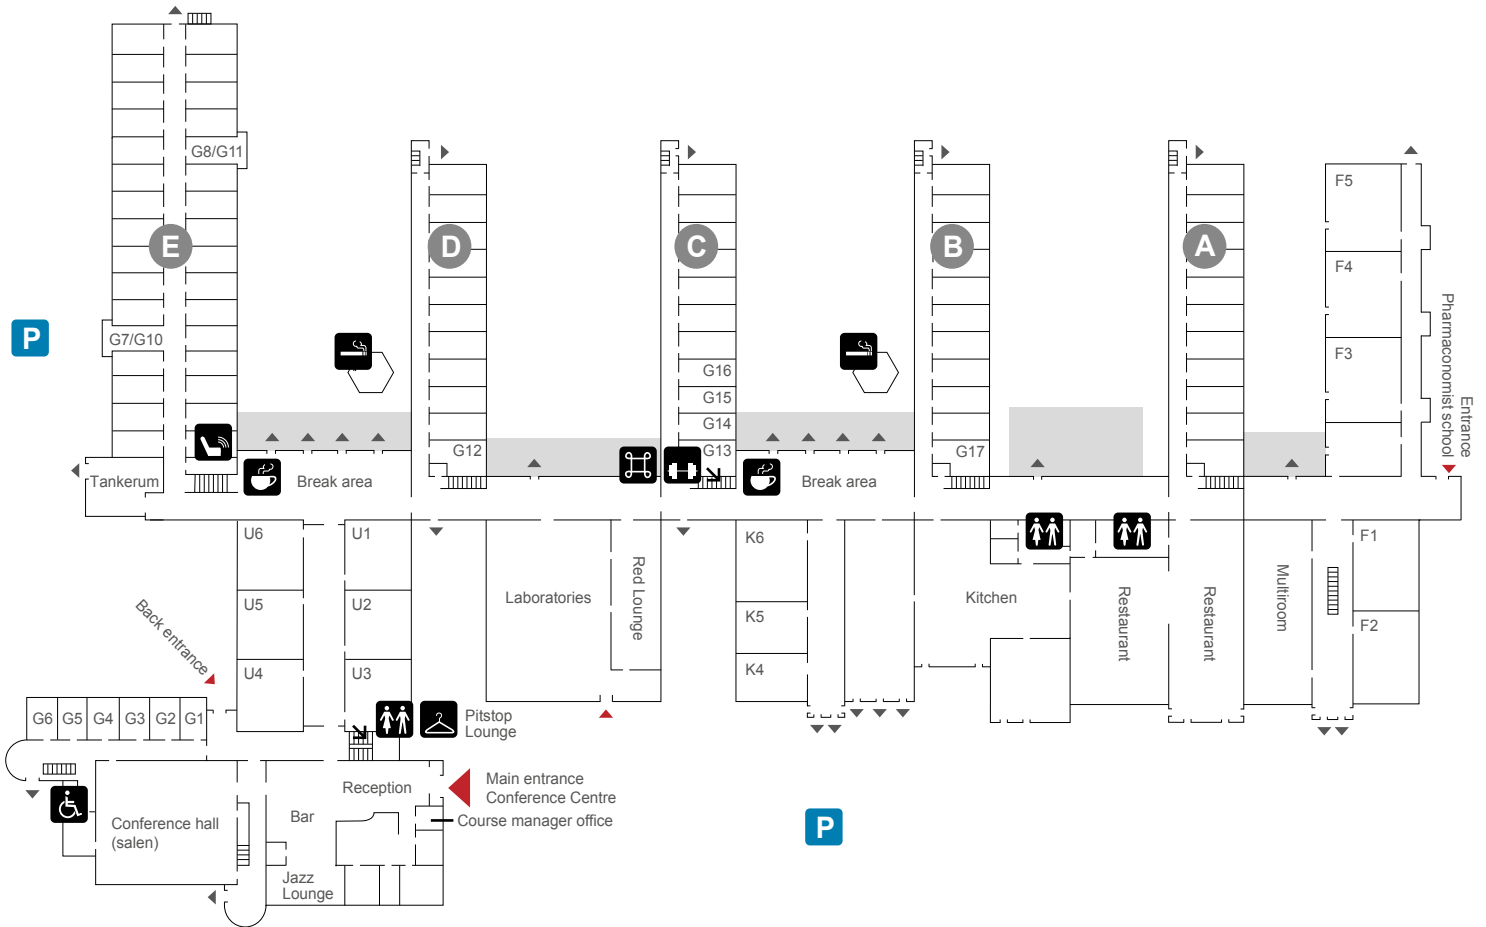 G8/G11
E
D
C
B
A
F5
F4
F3
P
G7/G10
Pharmaconomist school
Entrance
G16
G15
G14
G13
G12
G17
Tankerum
Break area
Break area
U6
U1
U5
U2
U4
U3
Laboratories
Red Lounge
K6
K5
K4
Kitchen
Restaurant
Restaurant
Multiroom
F1
F2
Back entrance
G6
G5
G4
G3
G2
G1
Pitstop
Lounge
Reception
Main entrance
Conference Centre
Course manager office
Bar
Conference hall
(salen)
Jazz
Lounge
P